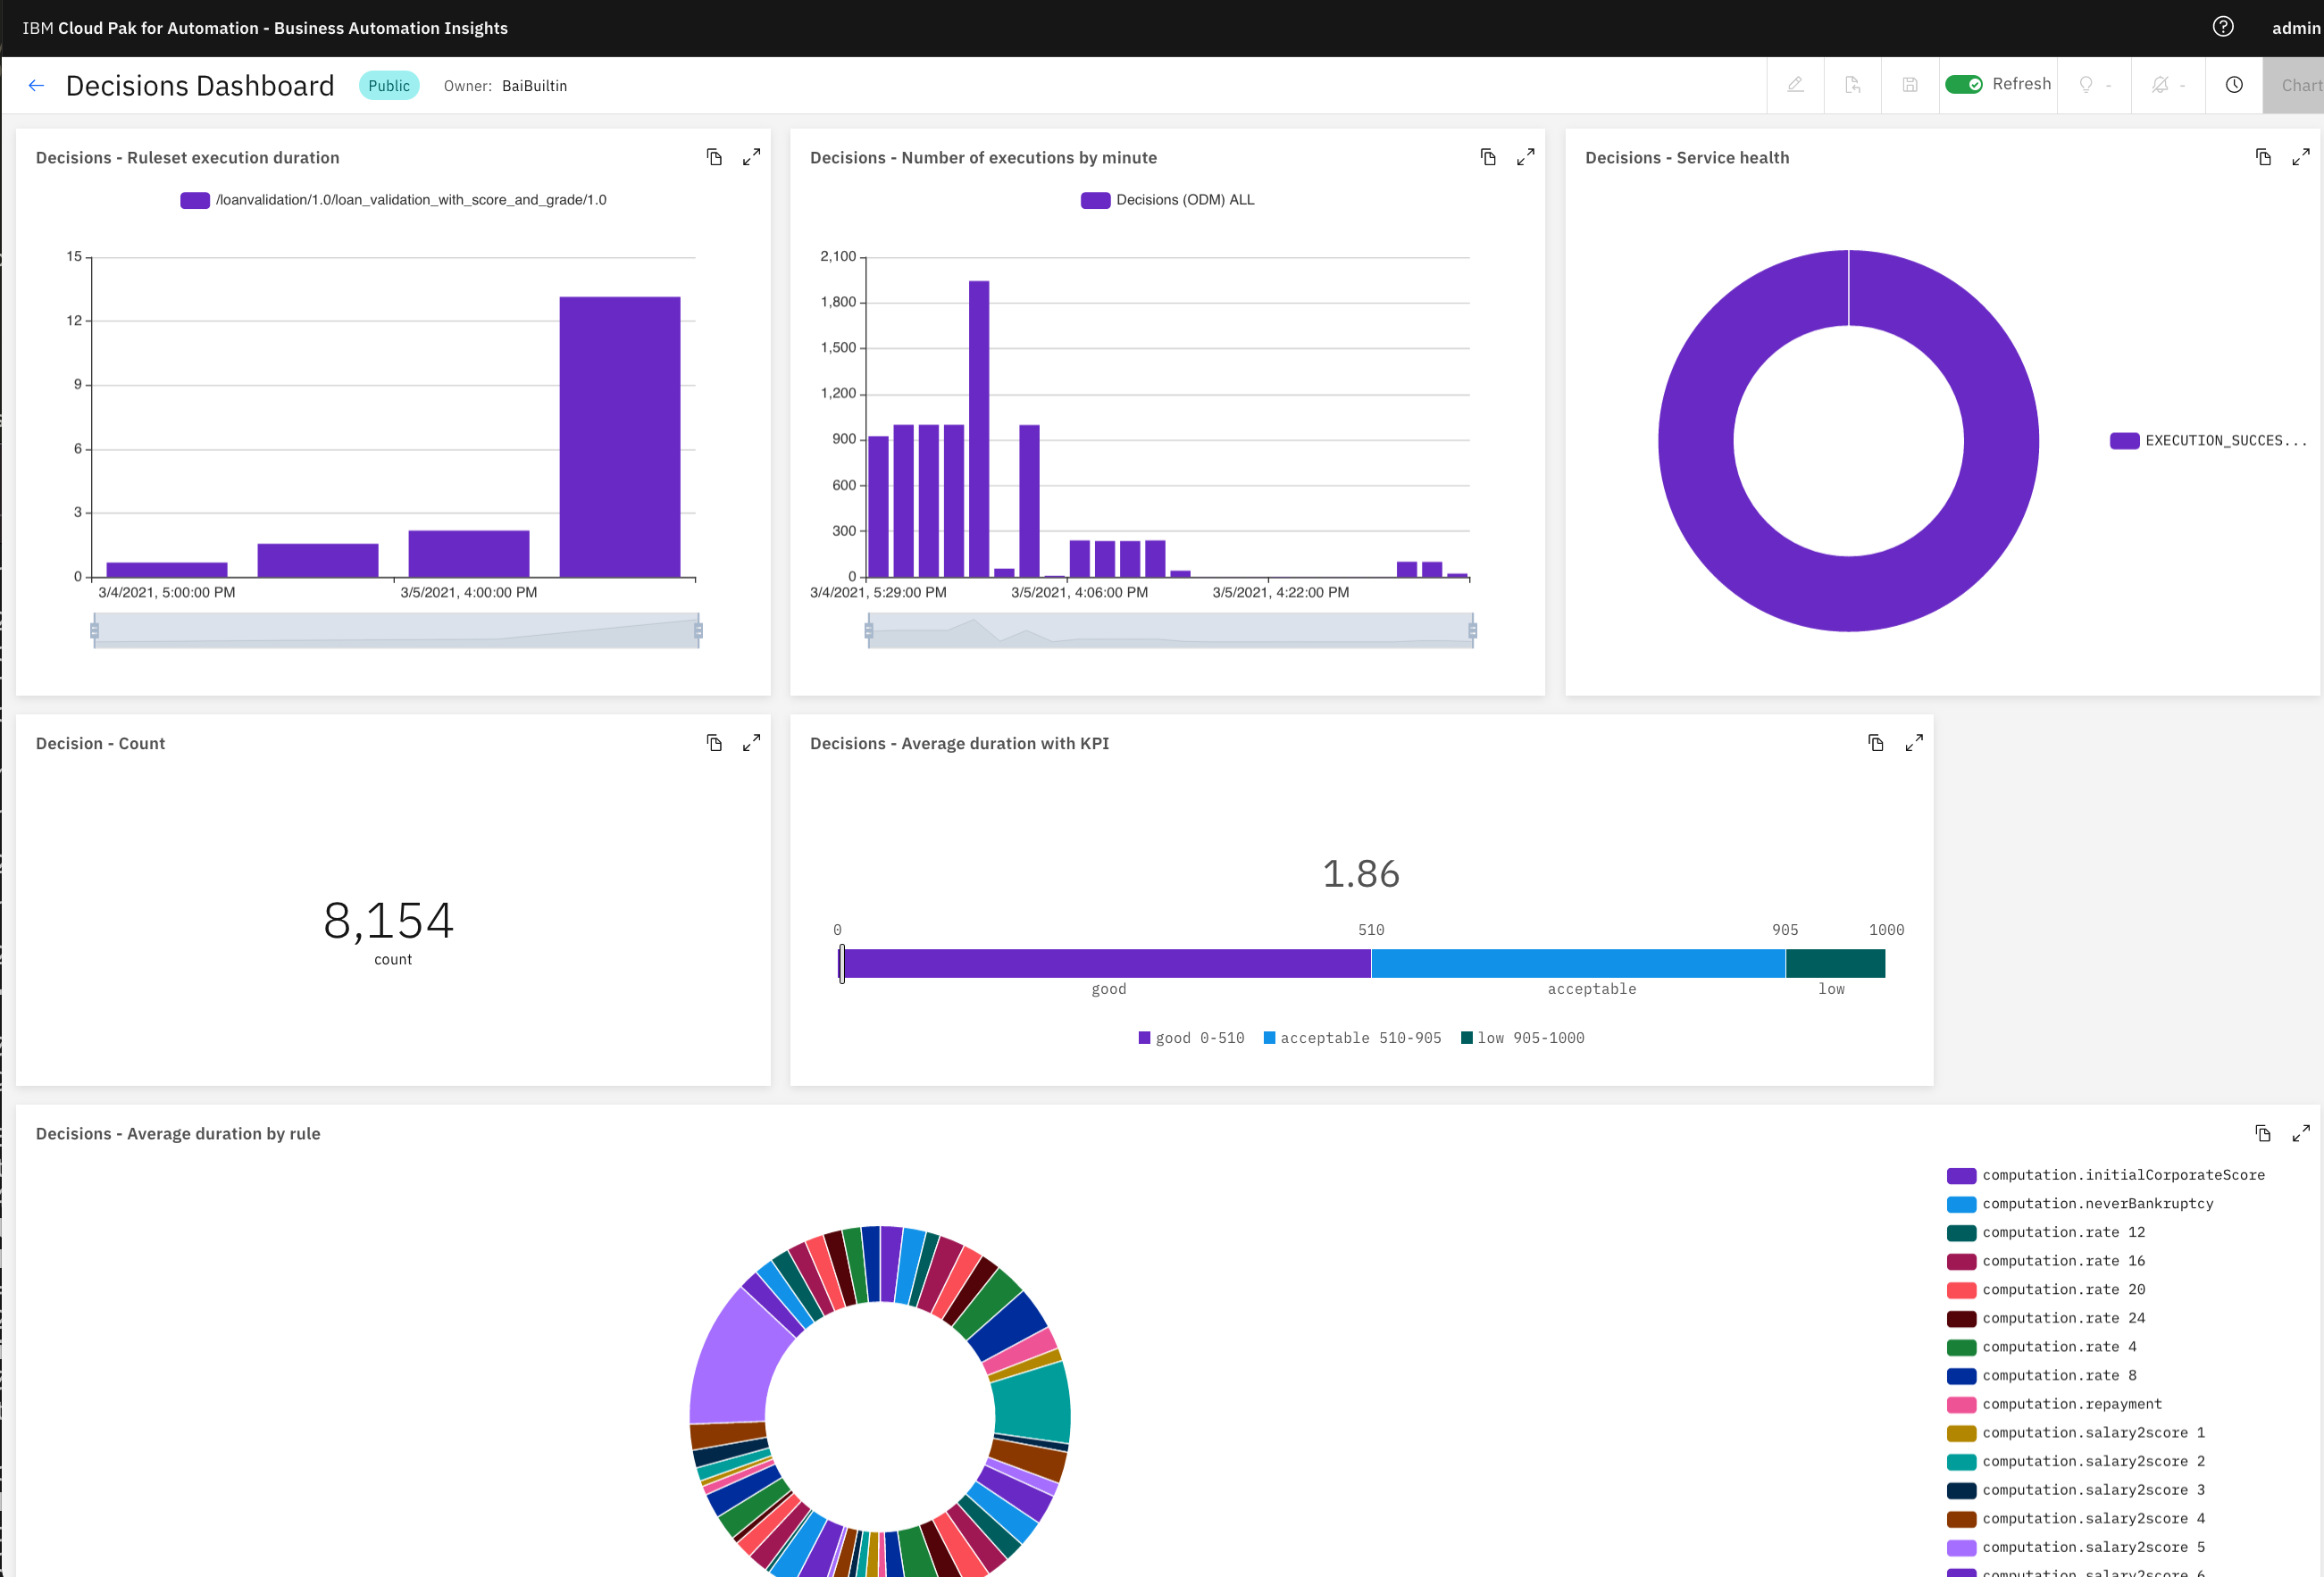 IBM Cloud Pak for Automation - Business Automation Insights
admin
Decisions Dashboard
Public
Owner: BaiBuiltin
Refresh
-
-
Chart
Decisions - Ruleset execution duration
/loanvalidation/1.0/loan_validation_with_score_and_grade/1.0
15
12
9
6
3
0
3/4/2021, 5:00:00 PM
3/5/2021, 4:00:00 PM
Decisions - Number of executions by minute
Decisions (ODM) ALL
2,100
1,800
1,500
1,200
900
600
300
0
3/4/2021, 5:29:00 PM
3/5/2021, 4:06:00 PM
3/5/2021, 4:22:00 PM
Decisions - Service health
EXECUTION_SUCCES...
Decision - Count
8,154
count
Decisions - Average duration with KPI
1.86
0 510 905 1000
good acceptable low
good 0-510 acceptable 510-905 low 905-1000
Decisions - Average duration by rule
computation.initialCorporateScore
computation.neverBankruptcy
computation.rate 12
computation.rate 16
computation.rate 20
computation.rate 24
computation.rate 4
computation.rate 8
computation.repayment
computation.salary2score 1
computation.salary2score 2
computation.salary2score 3
computation.salary2score 4
computation.salary2score 5
computation.salary2score 6